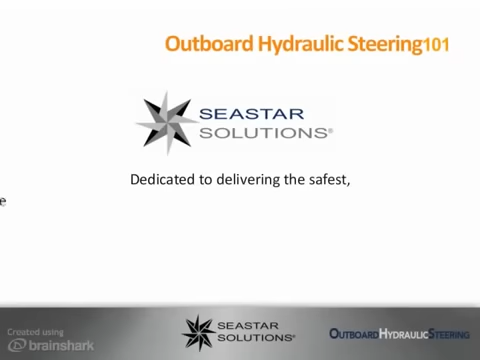 Outboard Hydraulic Steering101
SEASTAR
SOLUTIONS®
Dedicated to delivering the safest,
e
Created using
brainshark
SEASTAR
SOLUTIONS®
OUTBOARDHYDRAULICSTEERING